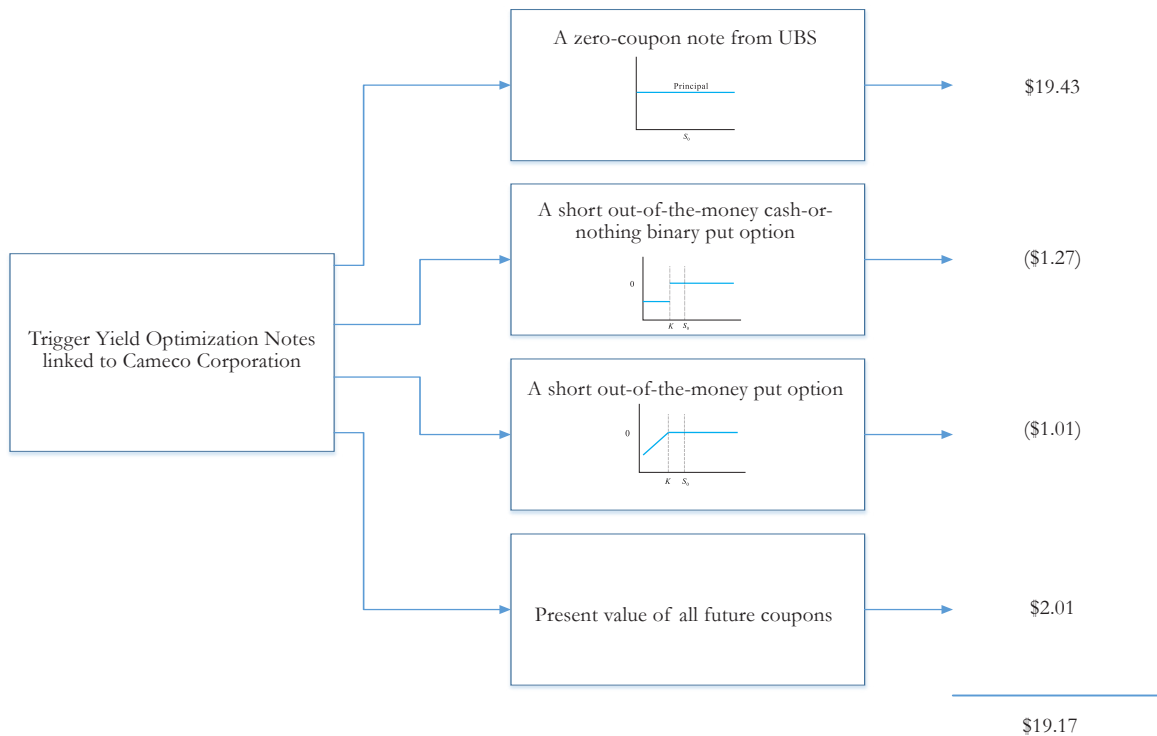 A zero-coupon note from UBS
Principal
S₀
$19.43
A short out-of-the-money cash-or-
nothing binary put option
0
K S₀
($1.27)
Trigger Yield Optimization Notes
linked to Cameco Corporation
A short out-of-the-money put option
0
K S₀
($1.01)
Present value of all future coupons
$2.01
$19.17